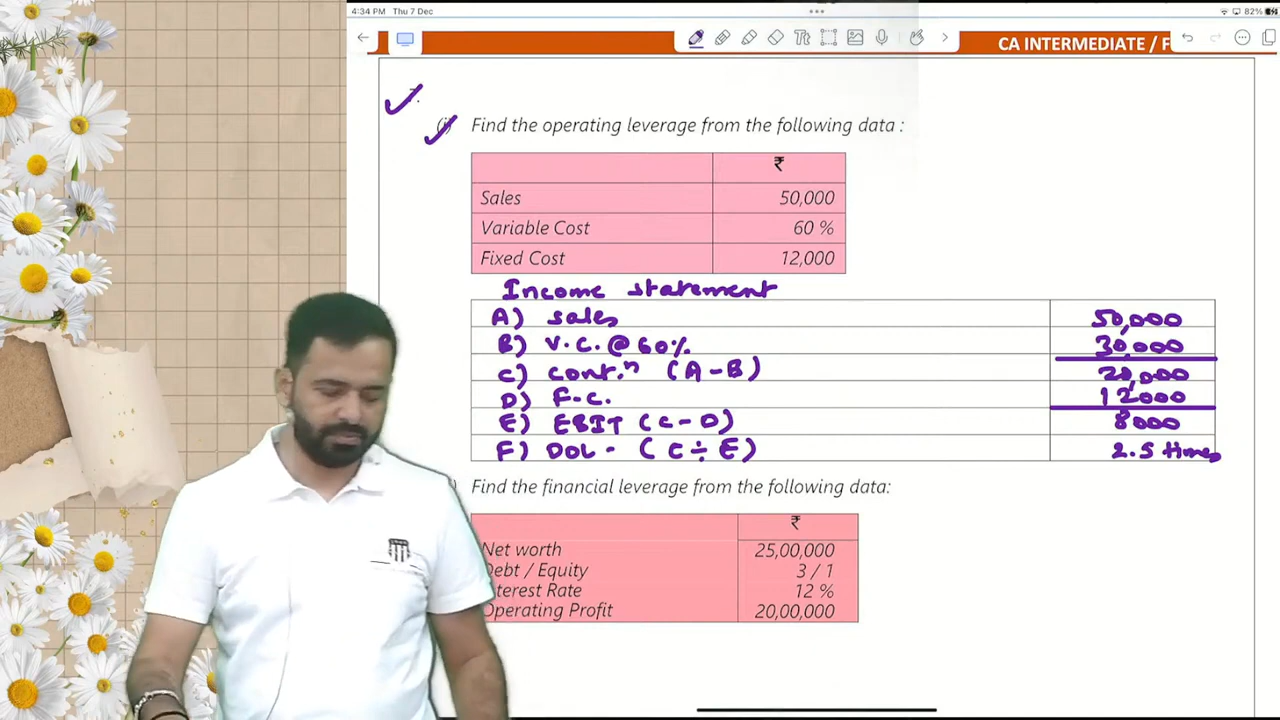 4:34 PM Thu 7 Dec
82%
CA INTERMEDIATE / F
(i) Find the operating leverage from the following data :
₹
Sales 50,000
Variable Cost 60 %
Fixed Cost 12,000
Income statement
A) sales 50,000
B) V.C.@ 60% 30,000
C) cont.n (A-B) 20,000
D) F.C. 12000
E) EBIT (C-D) 8000
F) DOL - (C÷E) 2.5 times
) Find the financial leverage from the following data:
₹
Net worth 25,00,000
Debt / Equity 3 / 1
terest Rate 12 %
Operating Profit 20,00,000